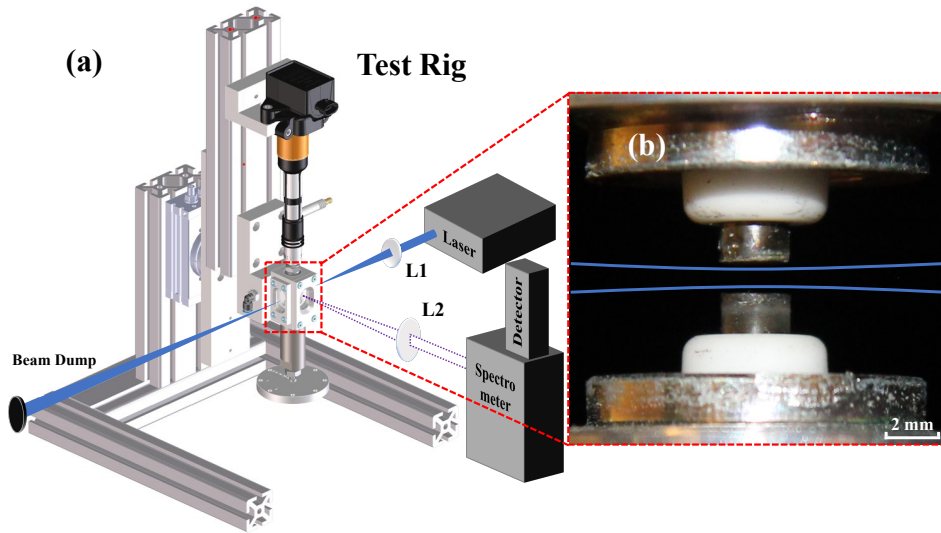 (a)
Test Rig
(b)
Laser
L1
L2
Detector
Spectro
meter
Beam Dump
2 mm